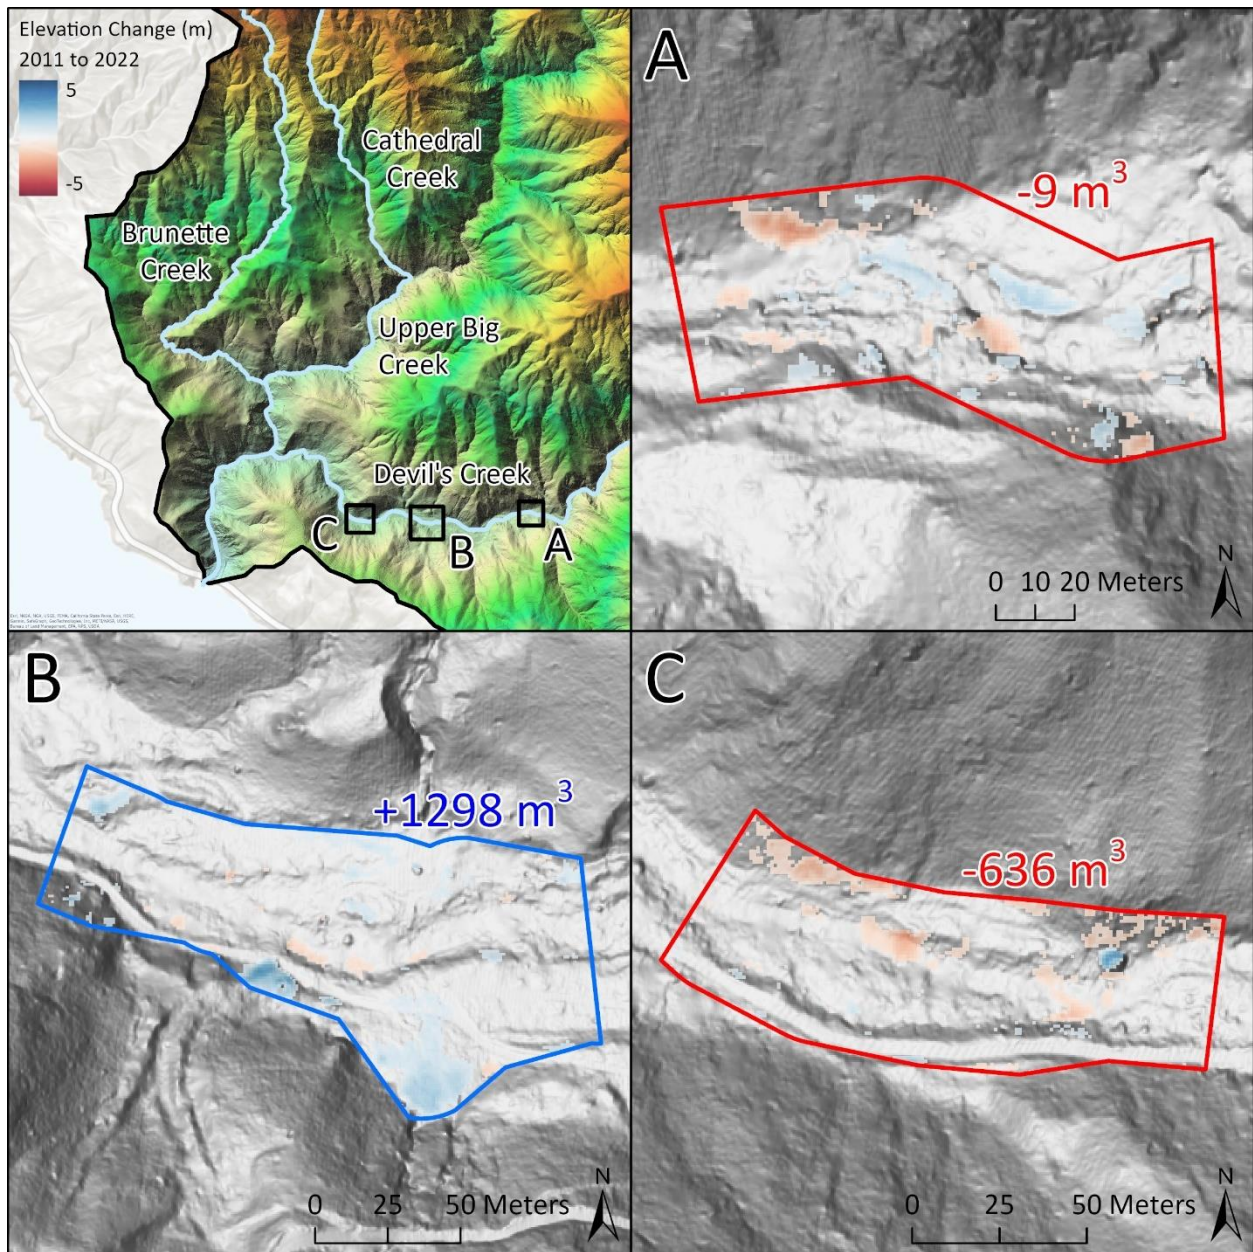 Elevation Change (m)
2011 to 2022
5
-5
Cathedral
Creek
Brunette
Creek
Upper Big
Creek
Devil's Creek
C
B
A
A
-9 m³
N
0 10 20 Meters
B
+1298 m³
N
0 25 50 Meters
C
-636 m³
N
0 25 50 Meters